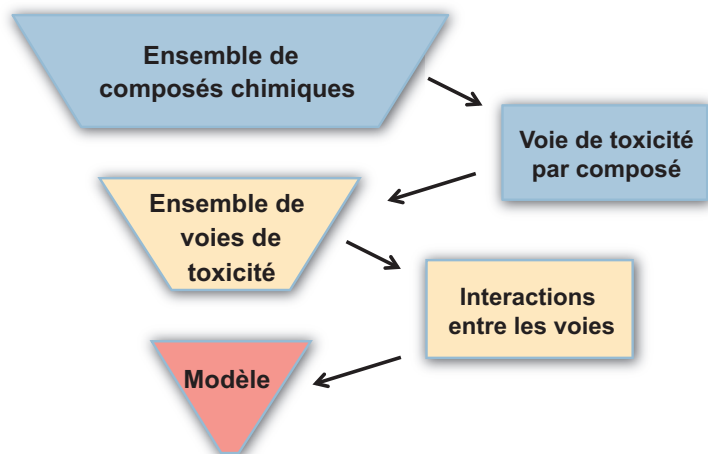 Ensemble de
composés chimiques
Voie de toxicité
par composé
Ensemble de
voies de
toxicité
Interactions
entre les voies
Modèle